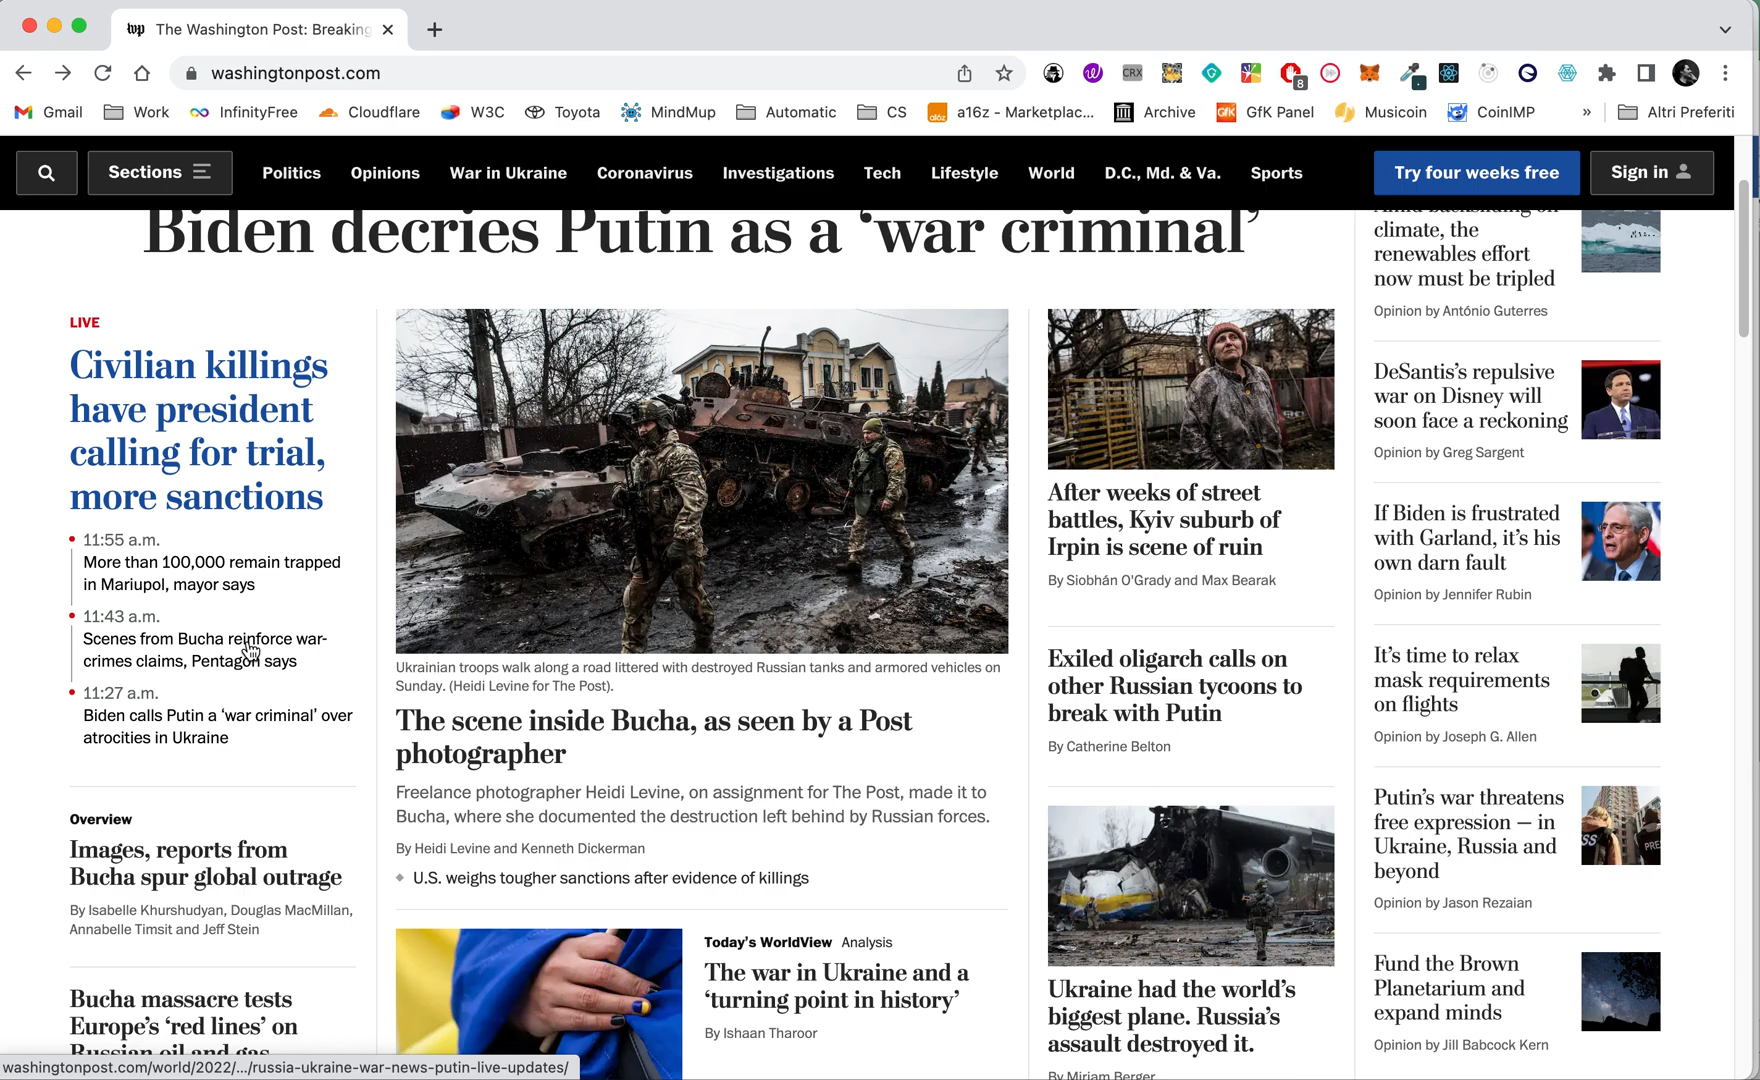 The Washington Post: Breaking
washingtonpost.com
8
Gmail
Work
InfinityFree
Cloudflare
W3C
Toyota
MindMup
Automatic
CS
a16z - Marketplac...
Archive
GfK Panel
Musicoin
CoinIMP
»
Altri Preferiti
Sections
Politics
Opinions
War in Ukraine
Coronavirus
Investigations
Tech
Lifestyle
World
D.C., Md. & Va.
Sports
Try four weeks free
Sign in
Biden decries Putin as a ‘war criminal’
LIVE
Civilian killings
have president
calling for trial,
more sanctions
11:55 a.m.
More than 100,000 remain trapped
in Mariupol, mayor says
11:43 a.m.
Scenes from Bucha reinforce war-
crimes claims, Pentagon says
11:27 a.m.
Biden calls Putin a ‘war criminal’ over
atrocities in Ukraine
Overview
Images, reports from
Bucha spur global outrage
By Isabelle Khurshudyan, Douglas MacMillan,
Annabelle Timsit and Jeff Stein
Bucha massacre tests
Europe’s ‘red lines’ on
Russian oil and gas
Ukrainian troops walk along a road littered with destroyed Russian tanks and armored vehicles on
Sunday. (Heidi Levine for The Post).
The scene inside Bucha, as seen by a Post
photographer
Freelance photographer Heidi Levine, on assignment for The Post, made it to
Bucha, where she documented the destruction left behind by Russian forces.
By Heidi Levine and Kenneth Dickerman
U.S. weighs tougher sanctions after evidence of killings
Today’s WorldView Analysis
The war in Ukraine and a
‘turning point in history’
By Ishaan Tharoor
After weeks of street
battles, Kyiv suburb of
Irpin is scene of ruin
By Siobhán O'Grady and Max Bearak
Exiled oligarch calls on
other Russian tycoons to
break with Putin
By Catherine Belton
Ukraine had the world’s
biggest plane. Russia’s
assault destroyed it.
By Miriam Berger
Amid backsliding on
climate, the
renewables effort
now must be tripled
Opinion by António Guterres
DeSantis’s repulsive
war on Disney will
soon face a reckoning
Opinion by Greg Sargent
If Biden is frustrated
with Garland, it’s his
own darn fault
Opinion by Jennifer Rubin
It’s time to relax
mask requirements
on flights
Opinion by Joseph G. Allen
Putin’s war threatens
free expression — in
Ukraine, Russia and
beyond
Opinion by Jason Rezaian
Fund the Brown
Planetarium and
expand minds
Opinion by Jill Babcock Kern
washingtonpost.com/world/2022/.../russia-ukraine-war-news-putin-live-updates/